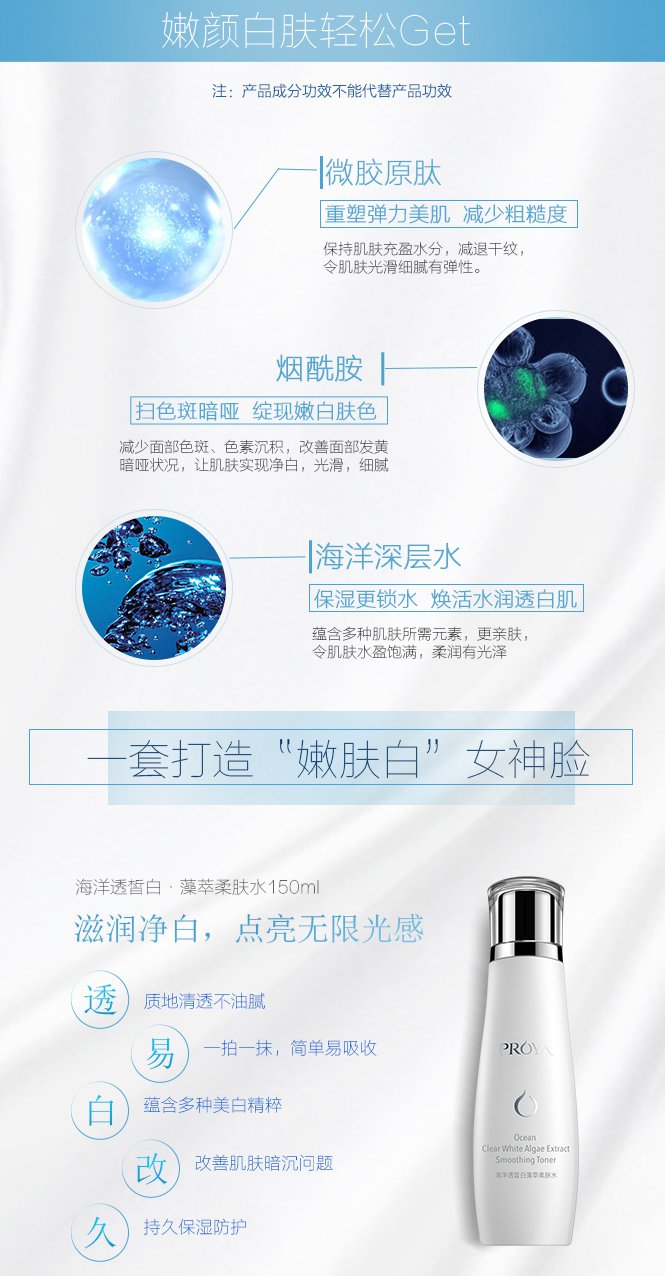 嫩颜白肤轻松Get
注：产品成分功效不能代替产品功效
微胶原肽
重塑弹力美肌 减少粗糙度
保持肌肤充盈水分，减退干纹，
令肌肤光滑细腻有弹性。
烟酰胺
扫色斑暗哑 绽现嫩白肤色
减少面部色斑、色素沉积，改善面部发黄
暗哑状况，让肌肤实现净白，光滑，细腻
海洋深层水
保湿更锁水 焕活水润透白肌
蕴含多种肌肤所需元素，更亲肤，
令肌肤水盈饱满，柔润有光泽
一套打造“嫩肤白”女神脸
海洋透皙白·藻萃柔肤水150ml
滋润净白，点亮无限光感
透 质地清透不油腻
易 一拍一抹，简单易吸收
白 蕴含多种美白精粹
改 改善肌肤暗沉问题
久 持久保湿防护
PROYA
Ocean
Clear White Algae Extract
Smoothing Toner
海洋透皙白藻萃柔肤水